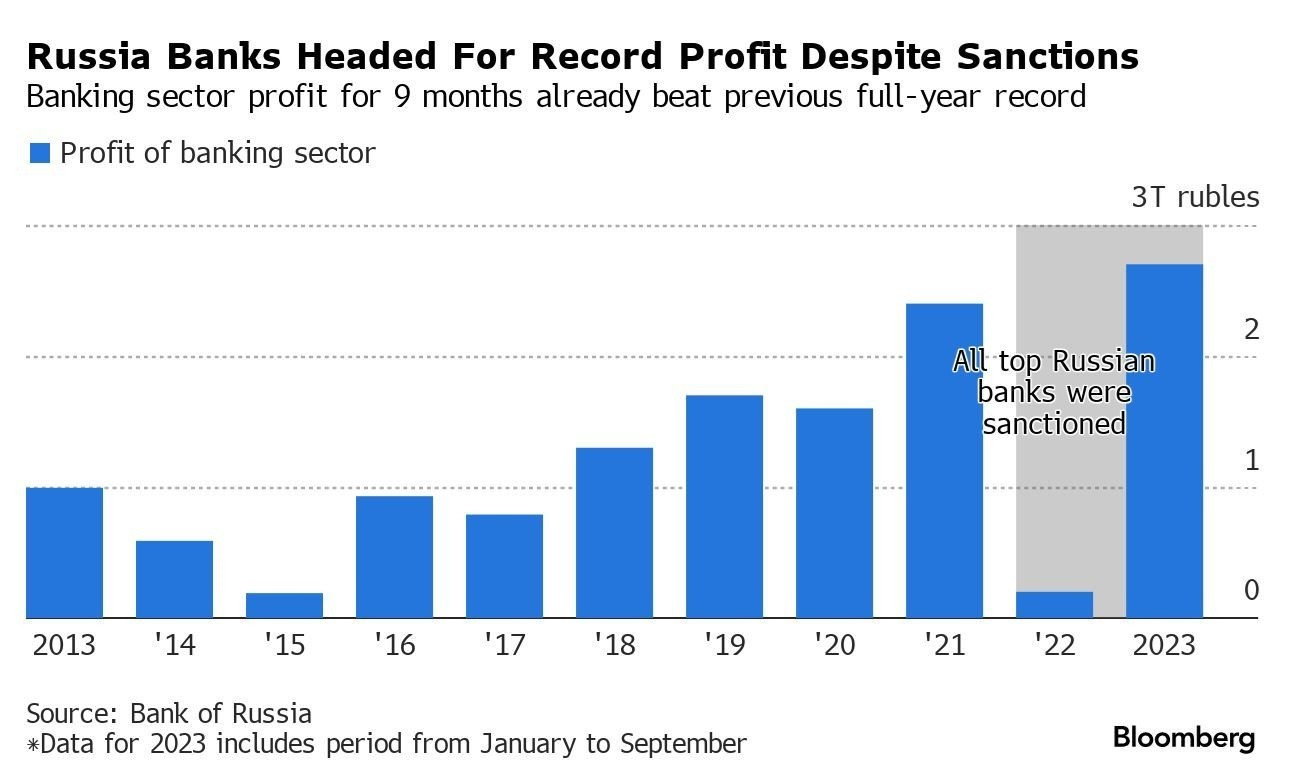 Russia Banks Headed For Record Profit Despite Sanctions
Banking sector profit for 9 months already beat previous full-year record
Profit of banking sector
3T rubles
2
All top Russian
banks were
sanctioned
1
0
2013 '14 '15 '16 '17 '18 '19 '20 '21 '22 2023
Source: Bank of Russia
*Data for 2023 includes period from January to September
Bloomberg